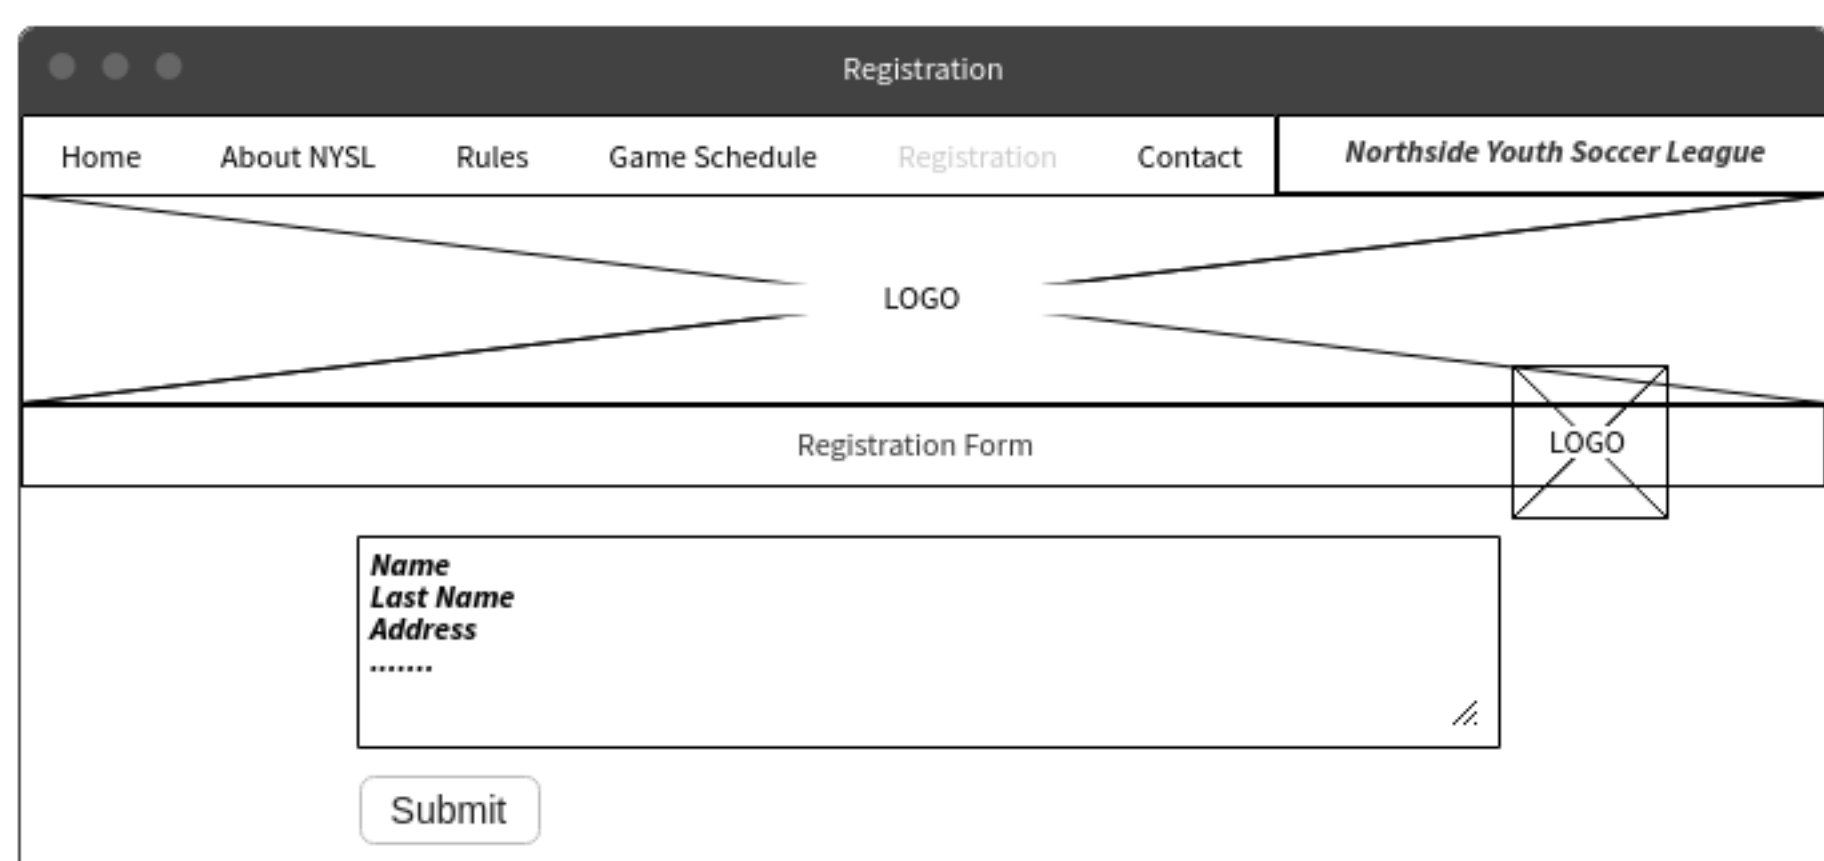 Registration
Home About NYSL Rules Game Schedule Registration Contact Northside Youth Soccer League
LOGO
Registration Form
LOGO
Name
Last Name
Address
.......
Submit